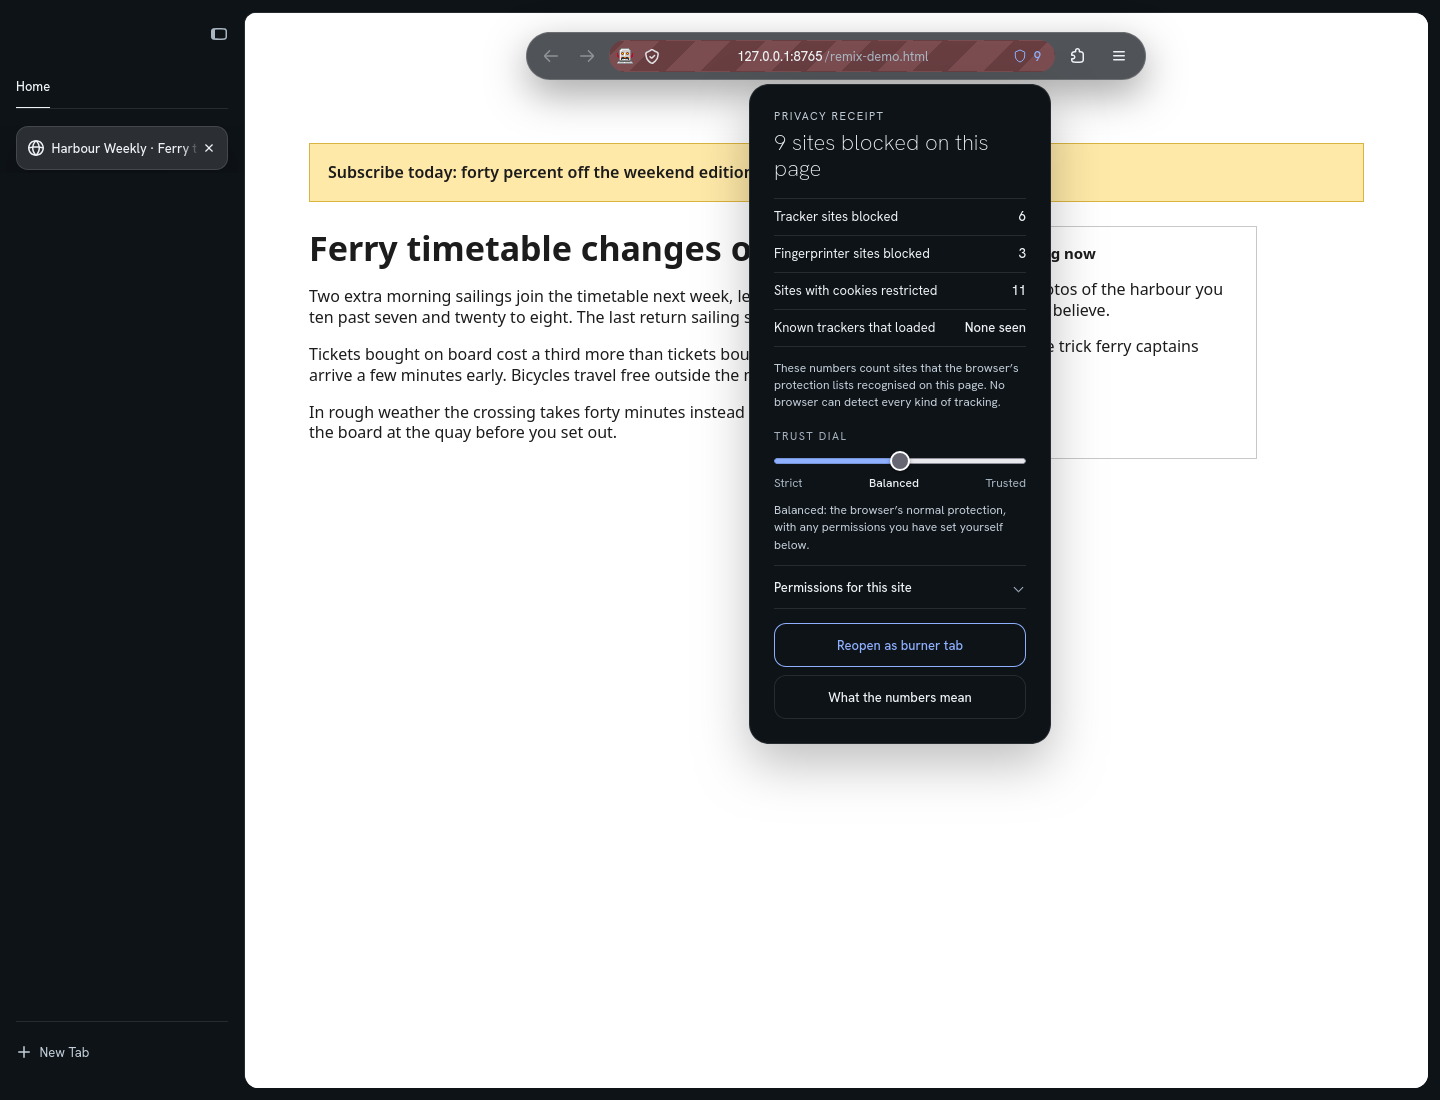 Home
Harbour Weekly · Ferry
New Tab
127.0.0.1:8765/remix-demo.html
9
Subscribe today: forty percent off the weekend edition
Ferry timetable changes
Two extra morning sailings join the timetable next week,
ten past seven and twenty to eight. The last return sailing
Tickets bought on board cost a third more than tickets
arrive a few minutes early. Bicycles travel free outside the
In rough weather the crossing takes forty minutes instead
the board at the quay before you set out.
now
of the harbour you
believe.
trick ferry captains
PRIVACY RECEIPT
9 sites blocked on this
page
Tracker sites blocked 6
Fingerprinter sites blocked 3
Sites with cookies restricted 11
Known trackers that loaded None seen
These numbers count sites that the browser’s
protection lists recognised on this page. No
browser can detect every kind of tracking.
TRUST DIAL
Strict Balanced Trusted
Balanced: the browser’s normal protection,
with any permissions you have set yourself
below.
Permissions for this site
Reopen as burner tab
What the numbers mean